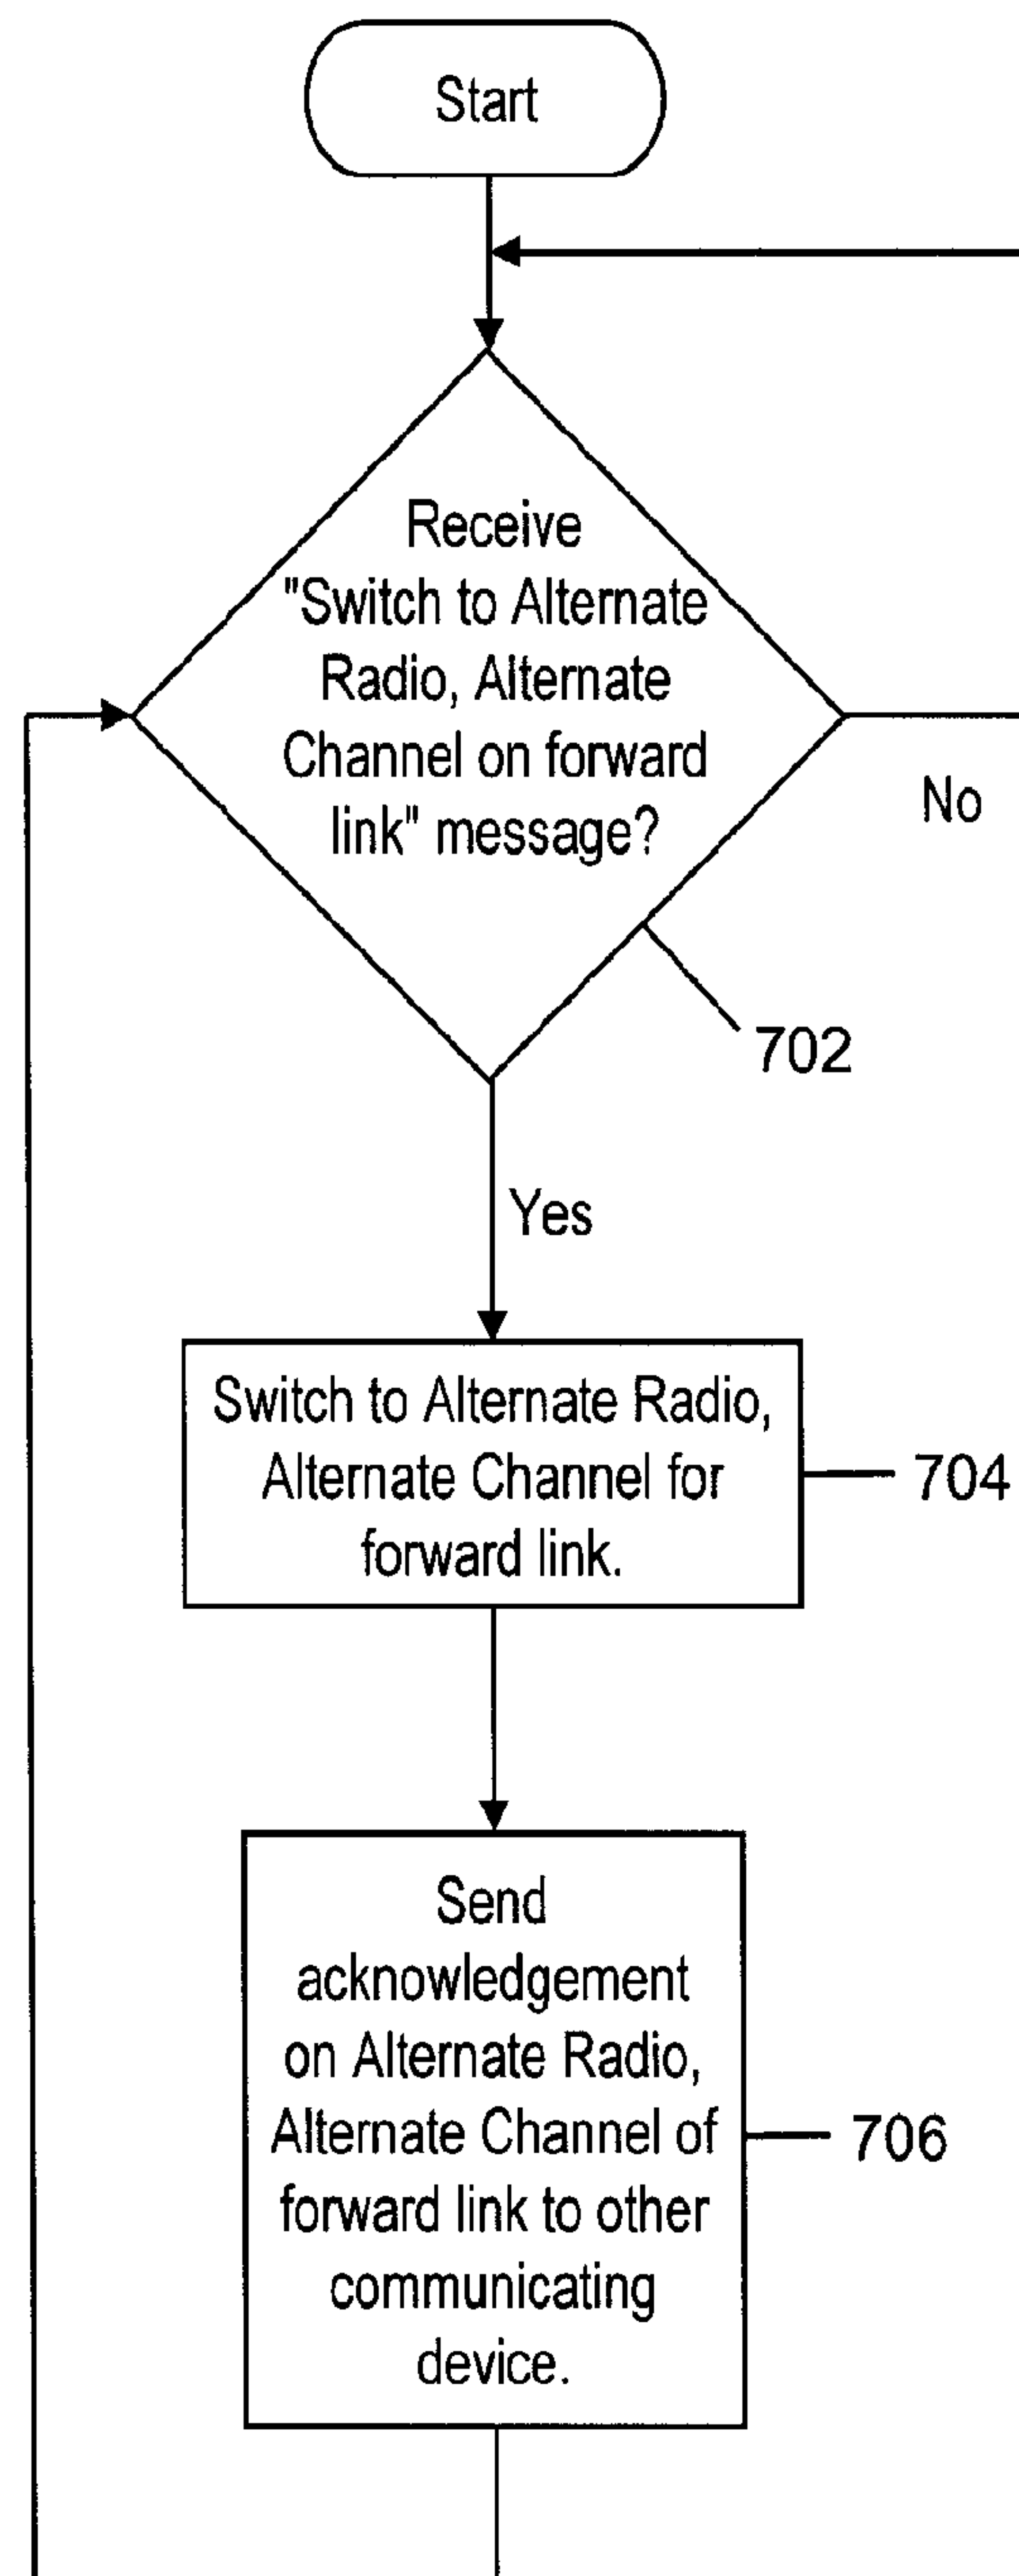 Start
Receive
"Switch to Alternate
Radio, Alternate
Channel on forward
link" message?
No
702
Yes
Switch to Alternate Radio,
Alternate Channel for
forward link.
704
Send
acknowledgement
on Alternate Radio,
Alternate Channel of
forward link to other
communicating
device.
706